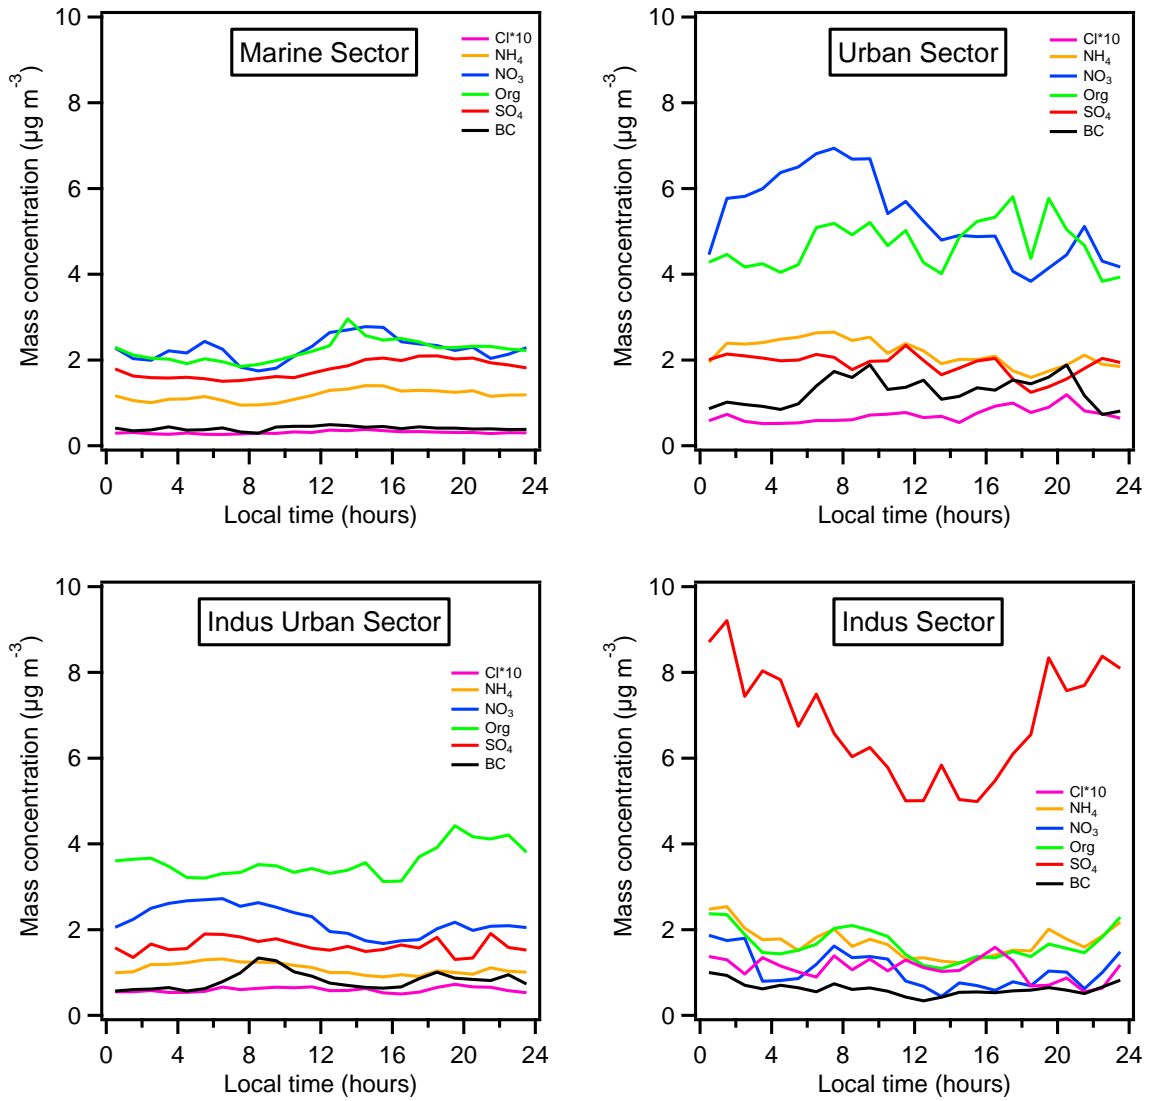 Marine Sector
Cl*10
NH₄
NO₃
Org
SO₄
BC
Mass concentration (µg m⁻³)
10
8
6
4
2
0
0 4 8 12 16 20 24
Local time (hours)
Urban Sector
Cl*10
NH₄
NO₃
Org
SO₄
BC
Mass concentration (µg m⁻³)
10
8
6
4
2
0
0 4 8 12 16 20 24
Local time (hours)
Indus Urban Sector
Cl*10
NH₄
NO₃
Org
SO₄
BC
Mass concentration (µg m⁻³)
10
8
6
4
2
0
0 4 8 12 16 20 24
Local time (hours)
Indus Sector
Cl*10
NH₄
NO₃
Org
SO₄
BC
Mass concentration (µg m⁻³)
10
8
6
4
2
0
0 4 8 12 16 20 24
Local time (hours)